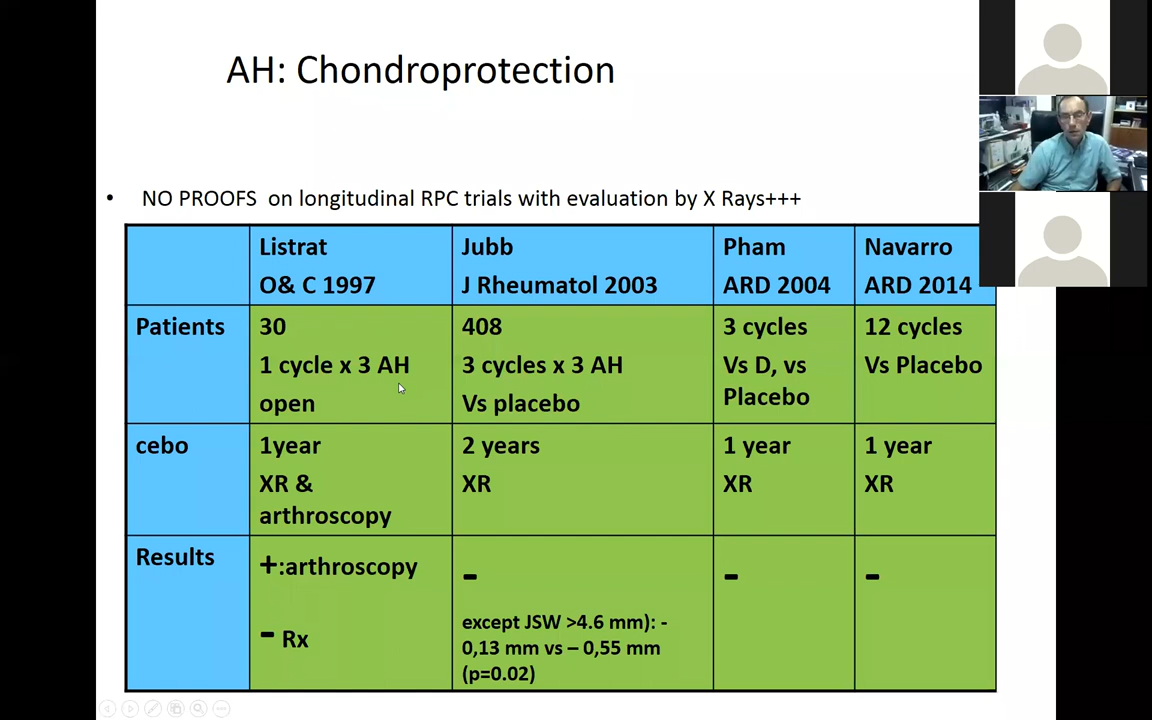 AH: Chondroprotection
• NO PROOFS on longitudinal RPC trials with evaluation by X Rays+++
Listrat
O& C 1997
Jubb
J Rheumatol 2003
Pham
ARD 2004
Navarro
ARD 2014
Patients
30
1 cycle x 3 AH
open
408
3 cycles x 3 AH
Vs placebo
3 cycles
Vs D, vs
Placebo
12 cycles
Vs Placebo
cebo
1year
XR &
arthroscopy
2 years
XR
1 year
XR
1 year
XR
Results
+:arthroscopy
- Rx
-
except JSW >4.6 mm): -
0,13 mm vs – 0,55 mm
(p=0.02)
-
-